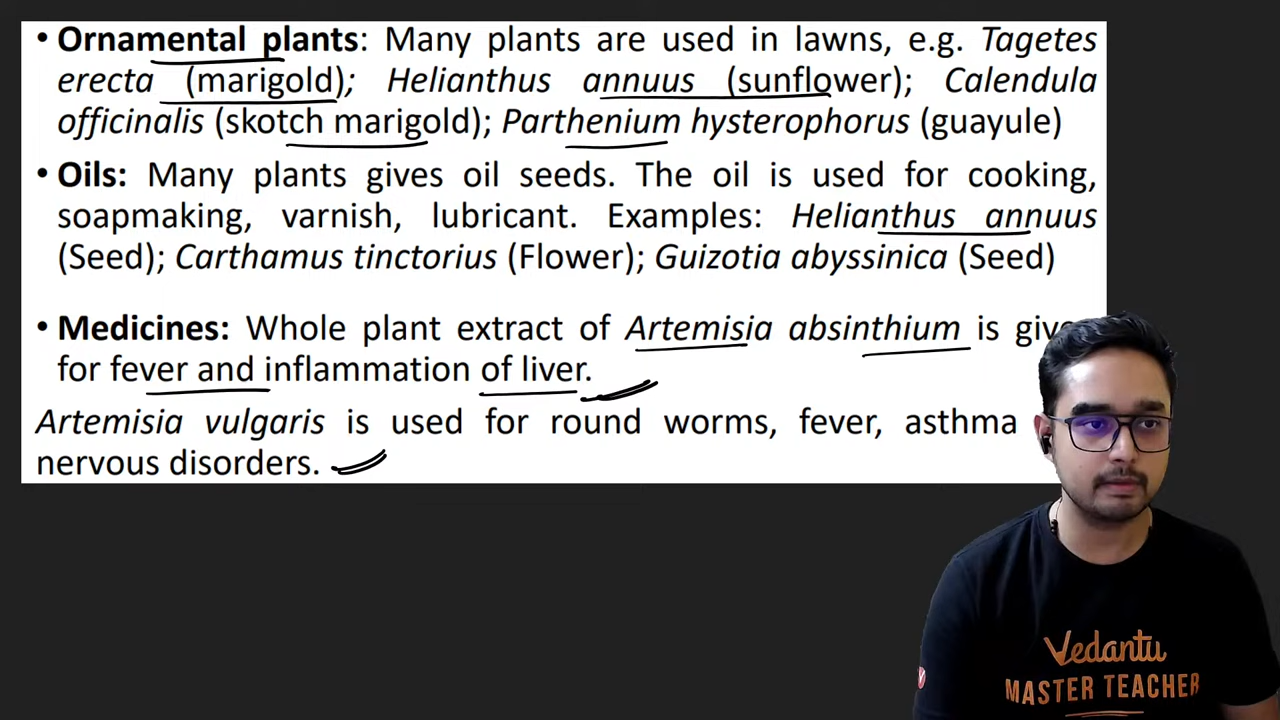 • Ornamental plants: Many plants are used in lawns, e.g. Tagetes
erecta (marigold); Helianthus annuus (sunflower); Calendula
officinalis (skotch marigold); Parthenium hysterophorus (guayule)
• Oils: Many plants gives oil seeds. The oil is used for cooking,
soapmaking, varnish, lubricant. Examples: Helianthus annuus
(Seed); Carthamus tinctorius (Flower); Guizotia abyssinica (Seed)
• Medicines: Whole plant extract of Artemisia absinthium is
for fever and inflammation of liver.
Artemisia vulgaris is used for round worms, fever, asthma
nervous disorders.
Vedantu
MASTER TEACHER